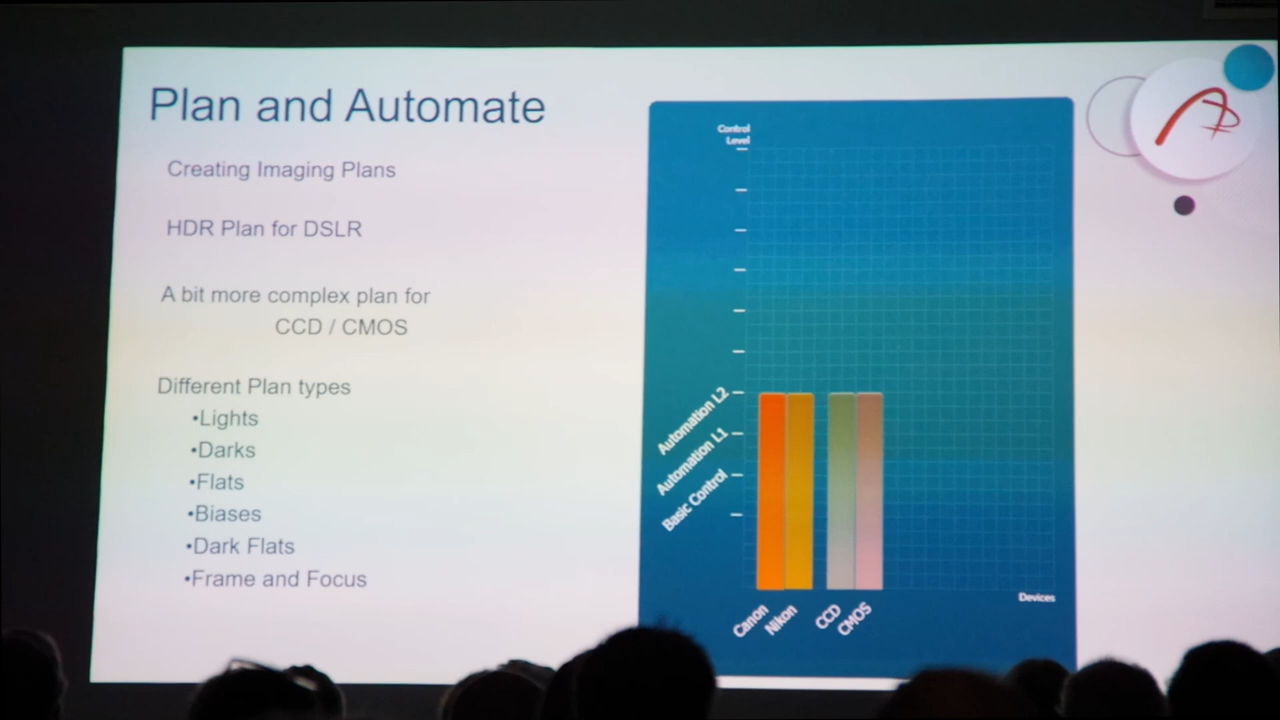 Plan and Automate
Creating Imaging Plans
HDR Plan for DSLR
A bit more complex plan for
CCD / CMOS
Different Plan types
•Lights
•Darks
•Flats
•Biases
•Dark Flats
•Frame and Focus
Control
Level
Automation L2
Automation L1
Basic Control
Canon
Nikon
CCD
CMOS
Devices